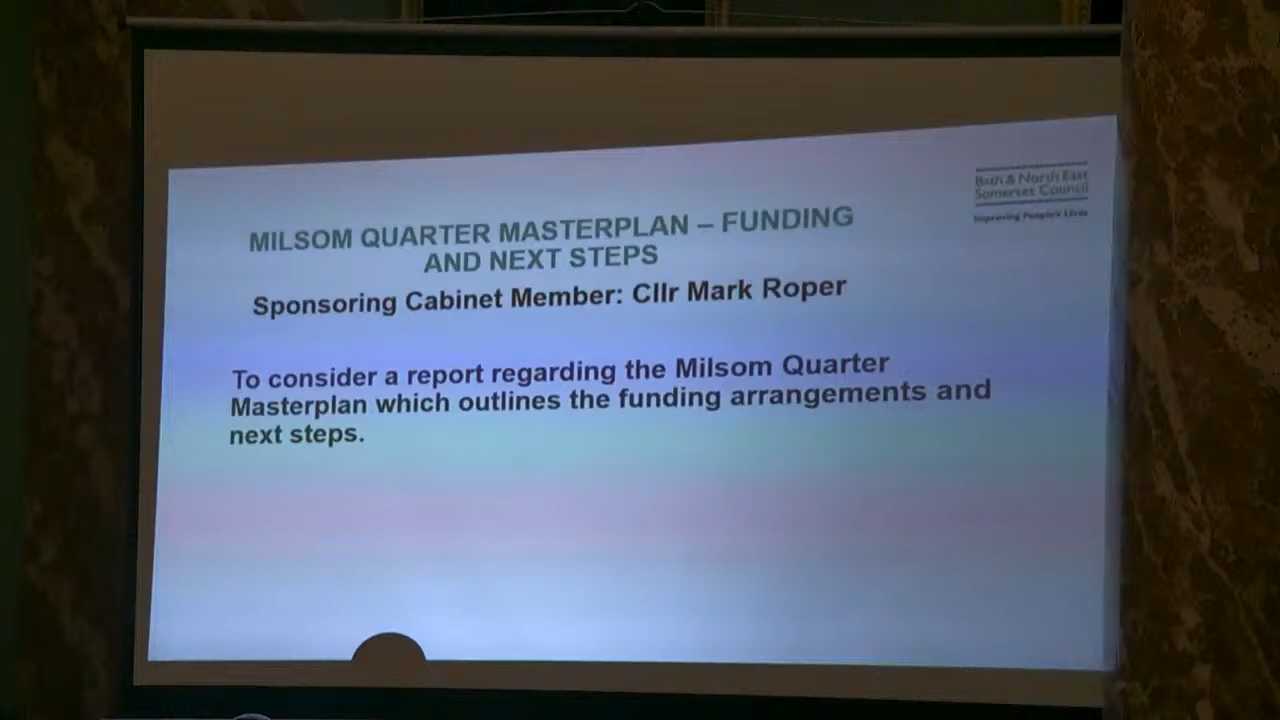 Bath & North East
Somerset Council
Improving People's Lives
MILSOM QUARTER MASTERPLAN – FUNDING
AND NEXT STEPS
Sponsoring Cabinet Member: Cllr Mark Roper
To consider a report regarding the Milsom Quarter
Masterplan which outlines the funding arrangements and
next steps.